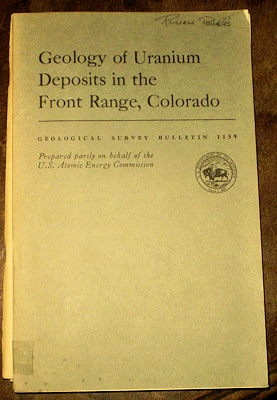 Geology of Uranium
Deposits in the
Front Range, Colorado
GEOLOGICAL SURVEY BULLETIN 1159
Prepared partly on behalf of the
U.S. Atomic Energy Commission